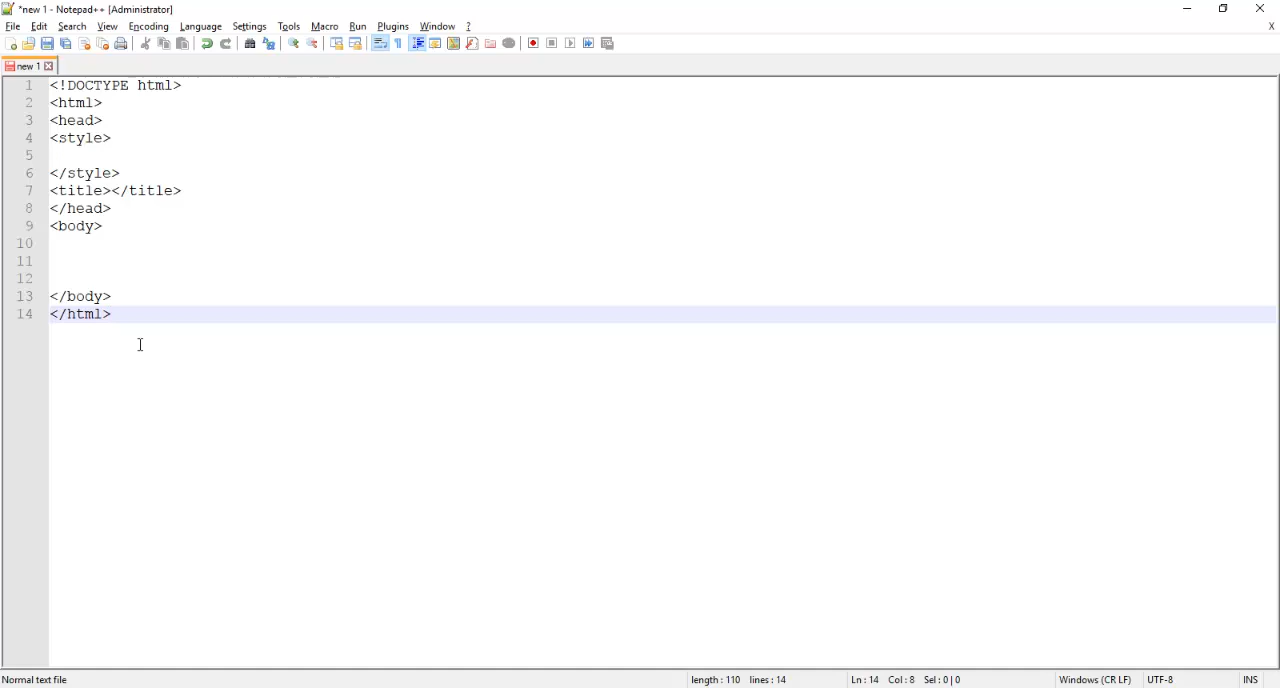 *new 1 - Notepad++ [Administrator]
File Edit Search View Encoding Language Settings Tools Macro Run Plugins Window ? X
new 1
1 <!DOCTYPE html>
2 <html>
3 <head>
4 <style>
5
6 </style>
7 <title></title>
8 </head>
9 <body>
10
11
12
13 </body>
14 </html>
Normal text file length : 110 lines : 14 Ln : 14 Col : 8 Sel : 0 | 0 Windows (CR LF) UTF-8 INS